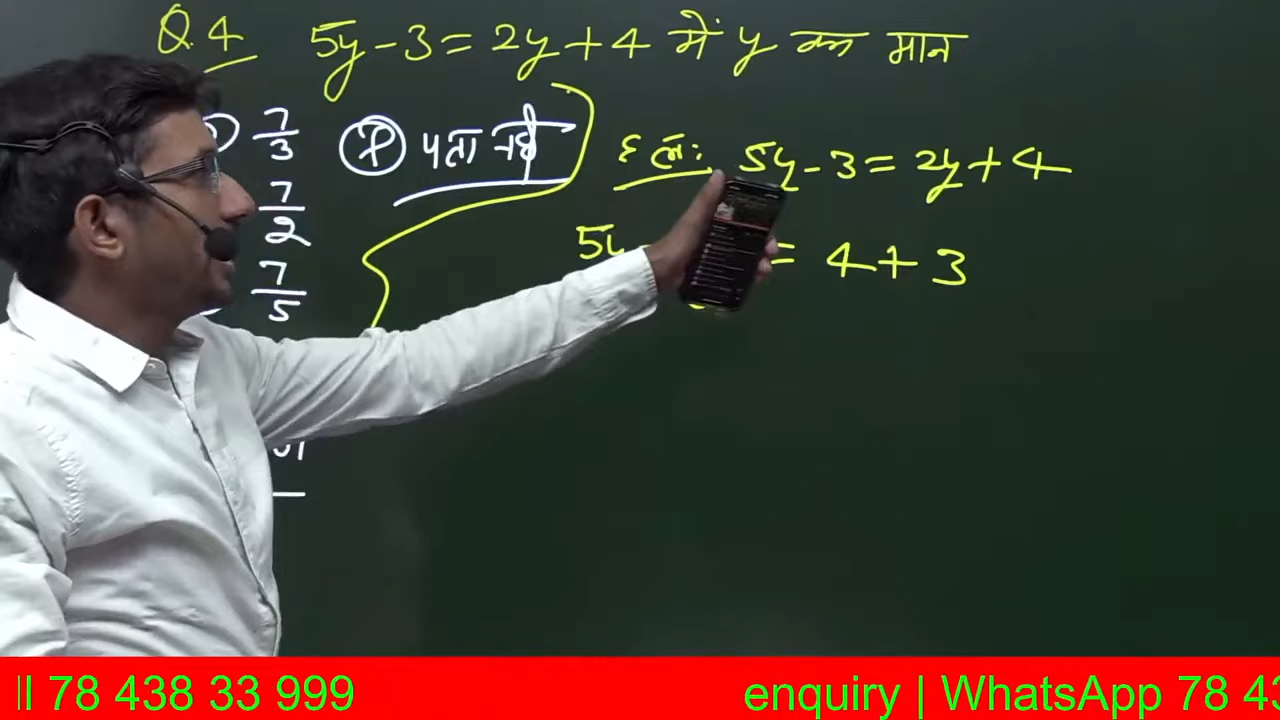 Q.4 5y-3=2y+4 में y का मान
7/3 (P) पता नहीं
हल: 5y-3=2y+4
7/2
5y = 4+3
7/5
ll 78 438 33 999 enquiry | WhatsApp 78 43